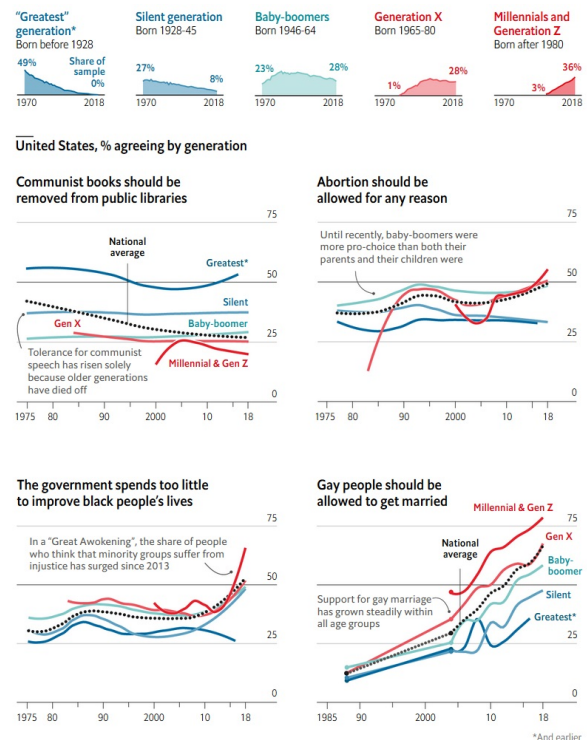 “Greatest”
generation*
Born before 1928
49%
Share of
sample
0%
1970
2018
Silent generation
Born 1928-45
27%
8%
1970
2018
Baby-boomers
Born 1946-64
23%
28%
1970
2018
Generation X
Born 1965-80
1%
28%
1970
2018
Millennials and
Generation Z
Born after 1980
3%
36%
1970
2018
United States, % agreeing by generation
Communist books should be
removed from public libraries
75
National
average
Greatest*
50
Silent
Gen X
Baby-boomer
25
Tolerance for communist
speech has risen solely
because older generations
have died off
Millennial & Gen Z
0
1975 80 90 2000 10 18
Abortion should be
allowed for any reason
75
Until recently, baby-boomers were
more pro-choice than both their
parents and their children were
50
25
0
1975 80 90 2000 10 18
The government spends too little
to improve black people’s lives
75
In a “Great Awokening”, the share of people
who think that minority groups suffer from
injustice has surged since 2013
50
25
0
1975 80 90 2000 10 18
Gay people should be
allowed to get married
Millennial & Gen Z
75
National
average
Gen X
Baby-
boomer
50
Support for gay marriage
has grown steadily within
all age groups
Silent
Greatest*
25
0
1985 90 2000 10 18
*And earlier